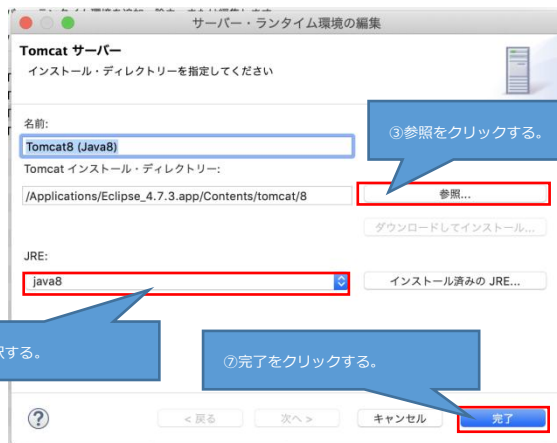 サーバー・ランタイム環境の編集
Tomcat サーバー
インストール・ディレクトリーを指定してください
名前:
③参照をクリックする。
Tomcat8 (Java8)
Tomcat インストール・ディレクトリー:
/Applications/Eclipse_4.7.3.app/Contents/tomcat/8
参照...
ダウンロードしてインストール...
JRE:
java8
インストール済みの JRE...
する。
⑦完了をクリックする。
?
< 戻る
次へ >
キャンセル
完了